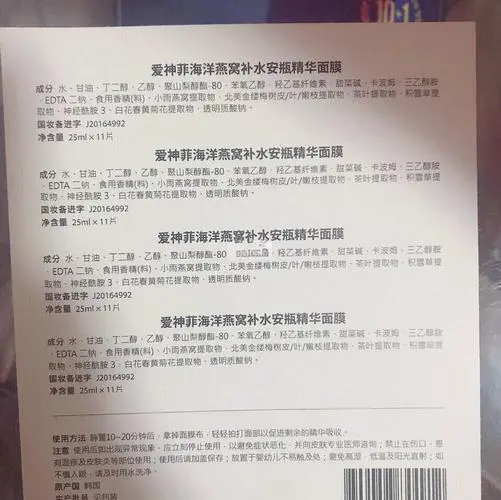 10+1
爱神菲海洋燕窝补水安瓶精华面膜
成分 水、甘油、丁二醇、乙醇、聚山梨醇酯-80、苯氧乙醇、羟乙基纤维素、甜菜碱、卡波姆、三乙醇胺
、EDTA 二钠、食用香精(料)、小雨燕窝提取物、北美金缕梅树皮/叶/嫩枝提取物、茶叶提取物、积雪草提
取物、神经酰胺 3、白花春黄菊花提取物、透明质酸钠。
国妆备进字 J20164992
净含量 25ml×11片
爱神菲海洋燕窝补水安瓶精华面膜
成分 水、甘油、丁二醇、乙醇、聚山梨醇酯-80、苯氧乙醇、羟乙基纤维素、甜菜碱、卡波姆、三乙醇胺
、EDTA 二钠、食用香精(料)、小雨燕窝提取物、北美金缕梅树皮/叶/嫩枝提取物、茶叶提取物、积雪草提
取物、神经酰胺 3、白花春黄菊花提取物、透明质酸钠。
国妆备进字 J20164992
净含量 25ml×11片
爱神菲海洋燕窝补水安瓶精华面膜
成分 水、甘油、丁二醇、乙醇、聚山梨醇酯-80、 羟乙基纤维素、甜菜碱、卡波姆、三乙醇胺
、EDTA 二钠、食用香精(料)、小雨燕窝提取物、北美金缕梅树皮/叶/嫩枝提取物、茶叶提取物、积雪草提
取物、神经酰胺 3、白花春黄菊花提取物、透明质酸钠。
国妆备进字 J20164992
净含量 25ml×11片
爱神菲海洋燕窝补水安瓶精华面膜
成分 水、甘油、丁二醇、乙醇、聚山梨醇酯-80、苯氧乙醇、羟乙基纤维素、甜菜碱、卡波姆、三乙醇胺
、EDTA 二钠、食用香精(料)、小雨燕窝提取物、北美金缕梅树皮/叶/嫩枝提取物、茶叶提取物、积雪草提
取物、神经酰胺 3、白花春黄菊花提取物、透明质酸钠。
国妆备进字 J20164992
净含量 25ml×11片
使用方法 静置10~20分钟后，拿掉面膜布，轻轻拍打面部以促进剩余的精华吸收。
注意 使用后如出现异常现象，应立刻停止使用，以避免症状恶化，并向皮肤专业医师咨询；禁止在伤口，患
有湿疹及皮肤炎等部位使用；使用后请加盖保存；放置于婴幼儿不易触及处；避免高湿，低温及阳光直射；如
不慎入眼，请及时用水洗净。
原产国 韩国
生产批号 见包装